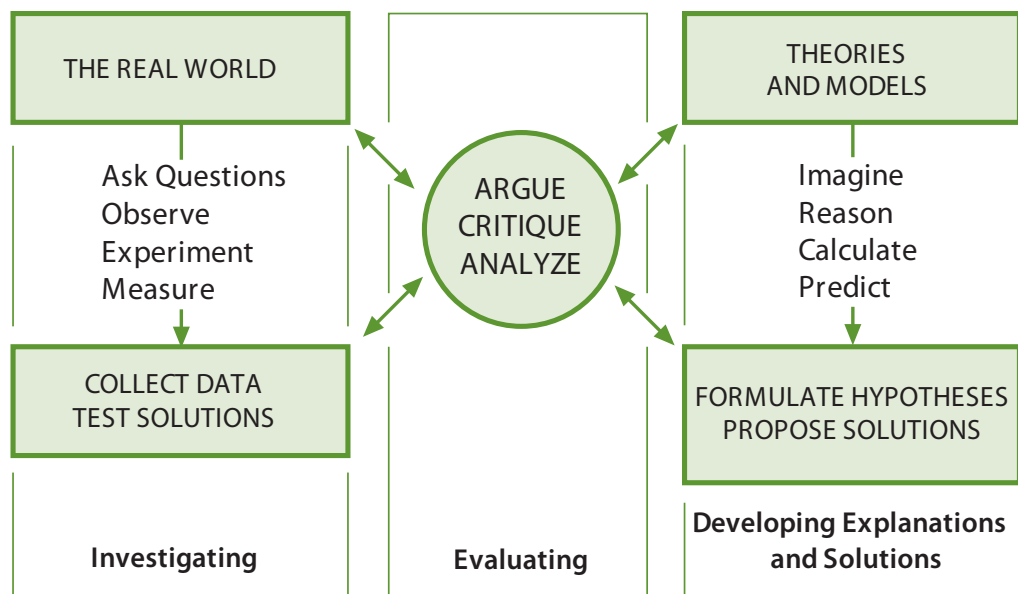 THE REAL WORLD
Ask Questions
Observe
Experiment
Measure
COLLECT DATA
TEST SOLUTIONS
Investigating
ARGUE
CRITIQUE
ANALYZE
Evaluating
THEORIES
AND MODELS
Imagine
Reason
Calculate
Predict
FORMULATE HYPOTHESES
PROPOSE SOLUTIONS
Developing Explanations
and Solutions